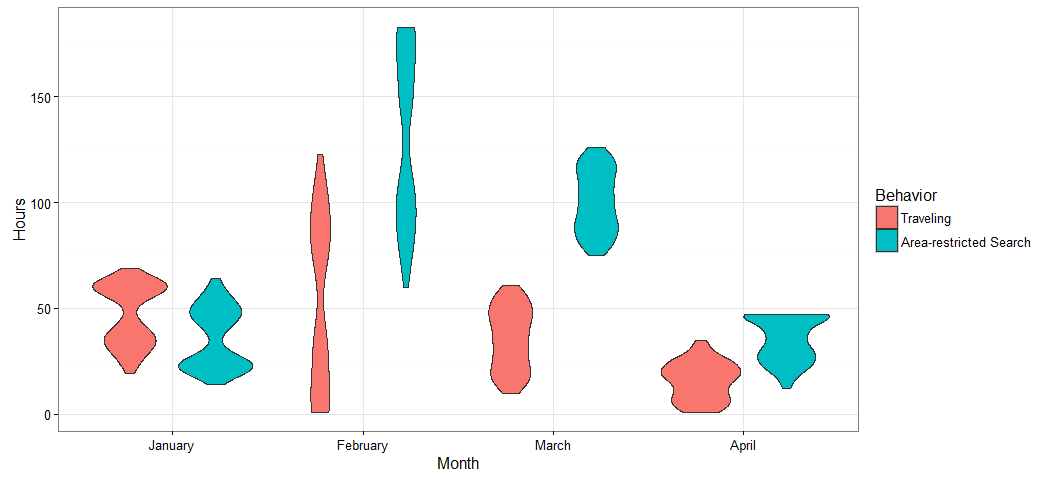 Hours
150
100
50
0
January February March April
Month
Behavior
Traveling
Area-restricted Search